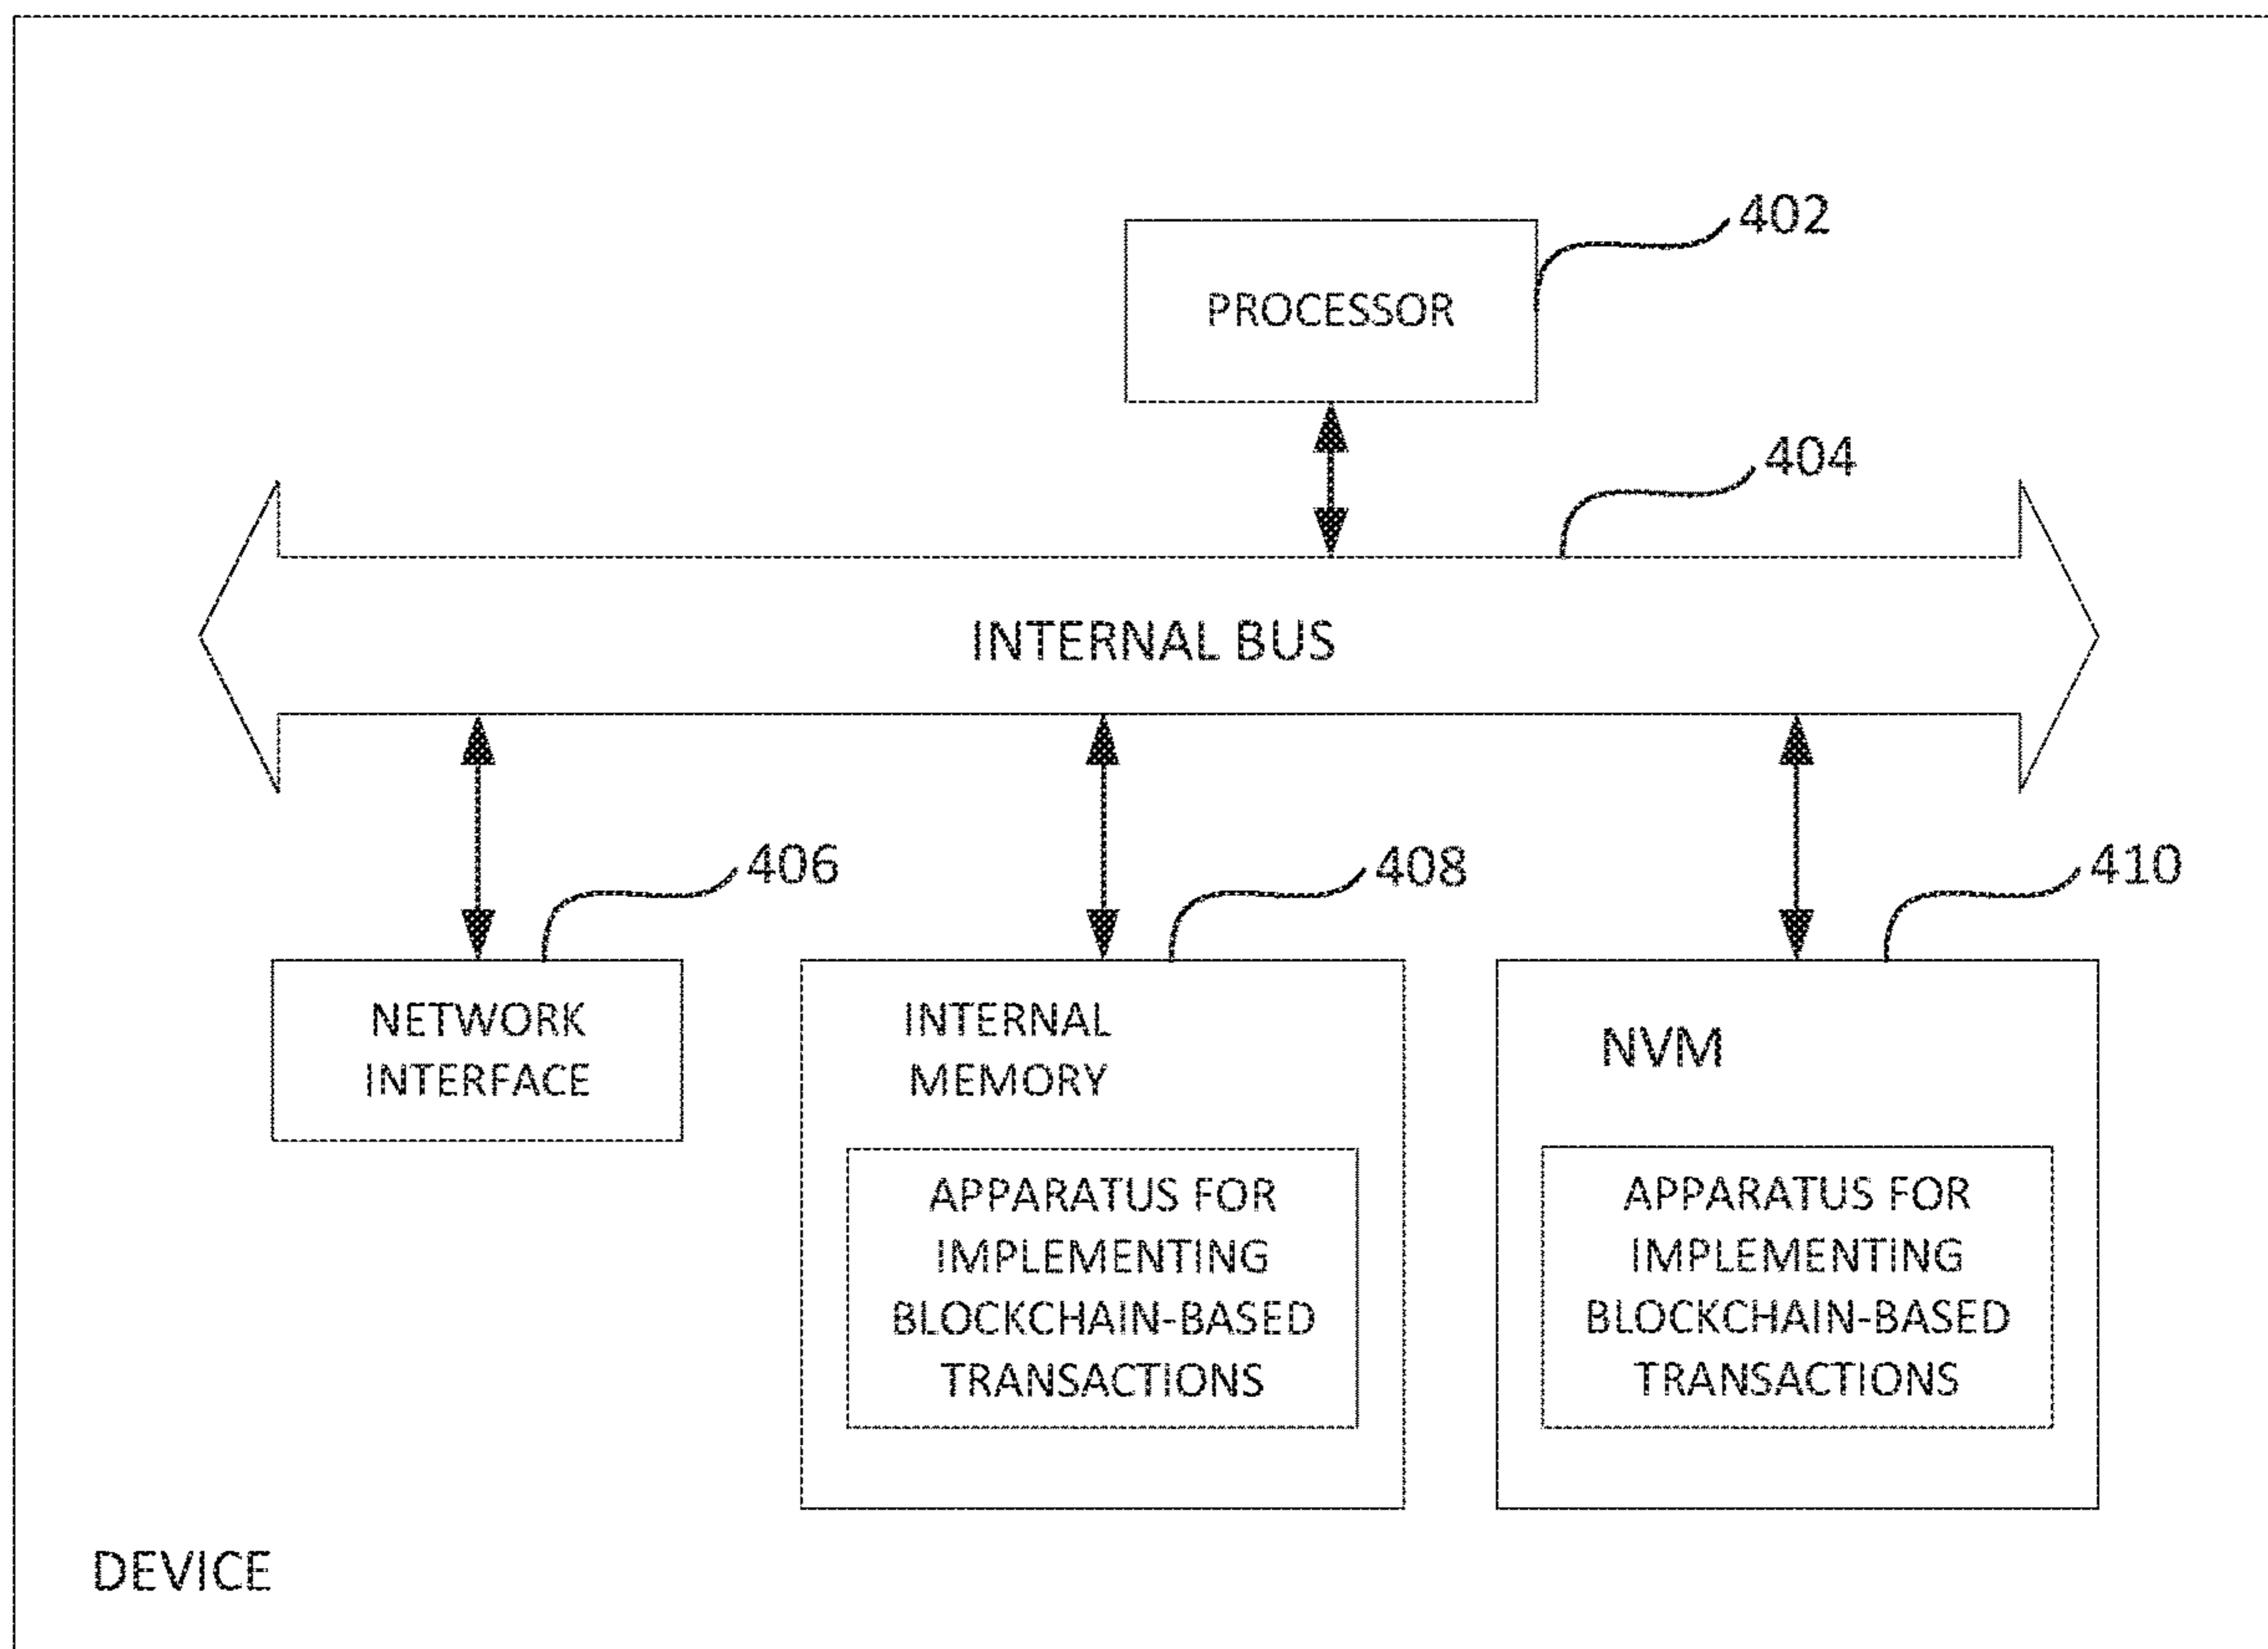 402
PROCESSOR
404
INTERNAL BUS
406
408
410
NETWORK
INTERFACE
INTERNAL
MEMORY
APPARATUS FOR
IMPLEMENTING
BLOCKCHAIN-BASED
TRANSACTIONS
NVM
APPARATUS FOR
IMPLEMENTING
BLOCKCHAIN-BASED
TRANSACTIONS
DEVICE